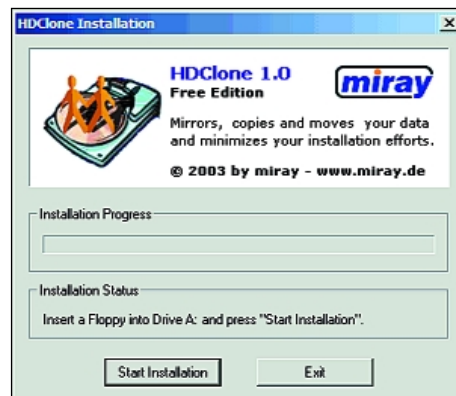 HDClone Installation
HDClone 1.0
Free Edition
miray
Mirrors, copies and moves your data
and minimizes your installation efforts.
© 2003 by miray - www.miray.de
Installation Progress
Installation Status
Insert a Floppy into Drive A: and press "Start Installation".
Start Installation
Exit